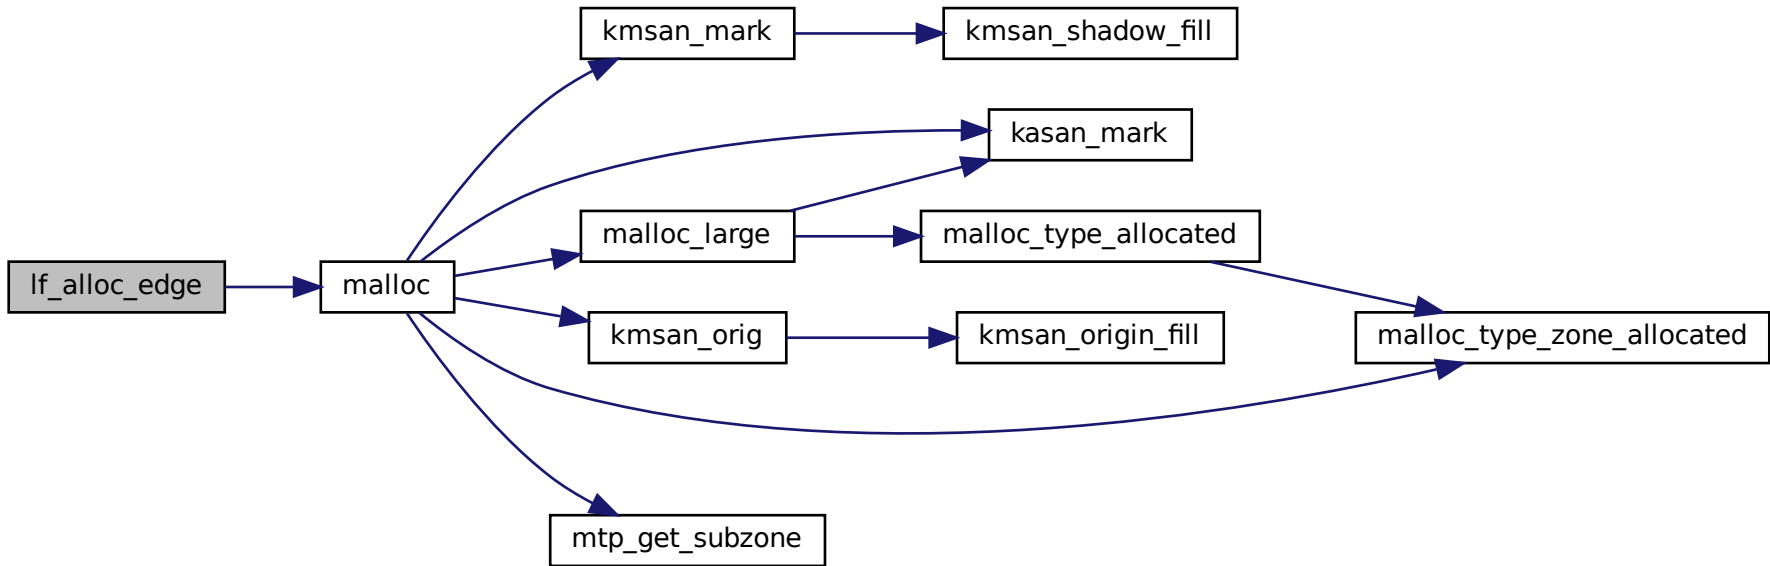 kmsan_mark
kmsan_shadow_fill
kasan_mark
malloc_large
malloc_type_allocated
lf_alloc_edge
malloc
kmsan_orig
kmsan_origin_fill
malloc_type_zone_allocated
mtp_get_subzone